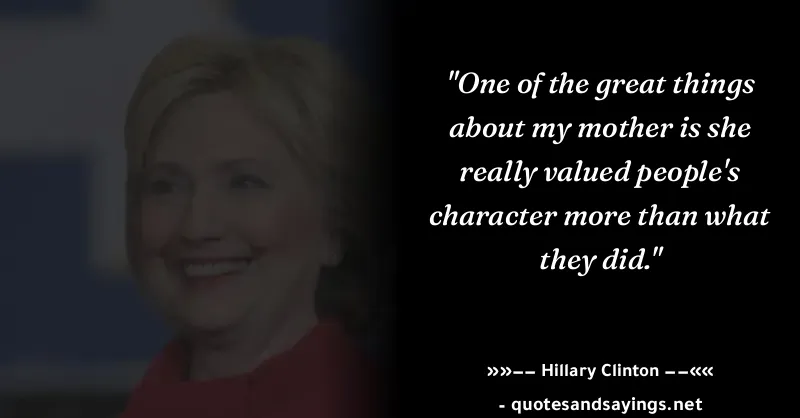 "One of the great things
about my mother is she
really valued people's
character more than what
they did."
»»–– Hillary Clinton ––««
- quotesandsayings.net